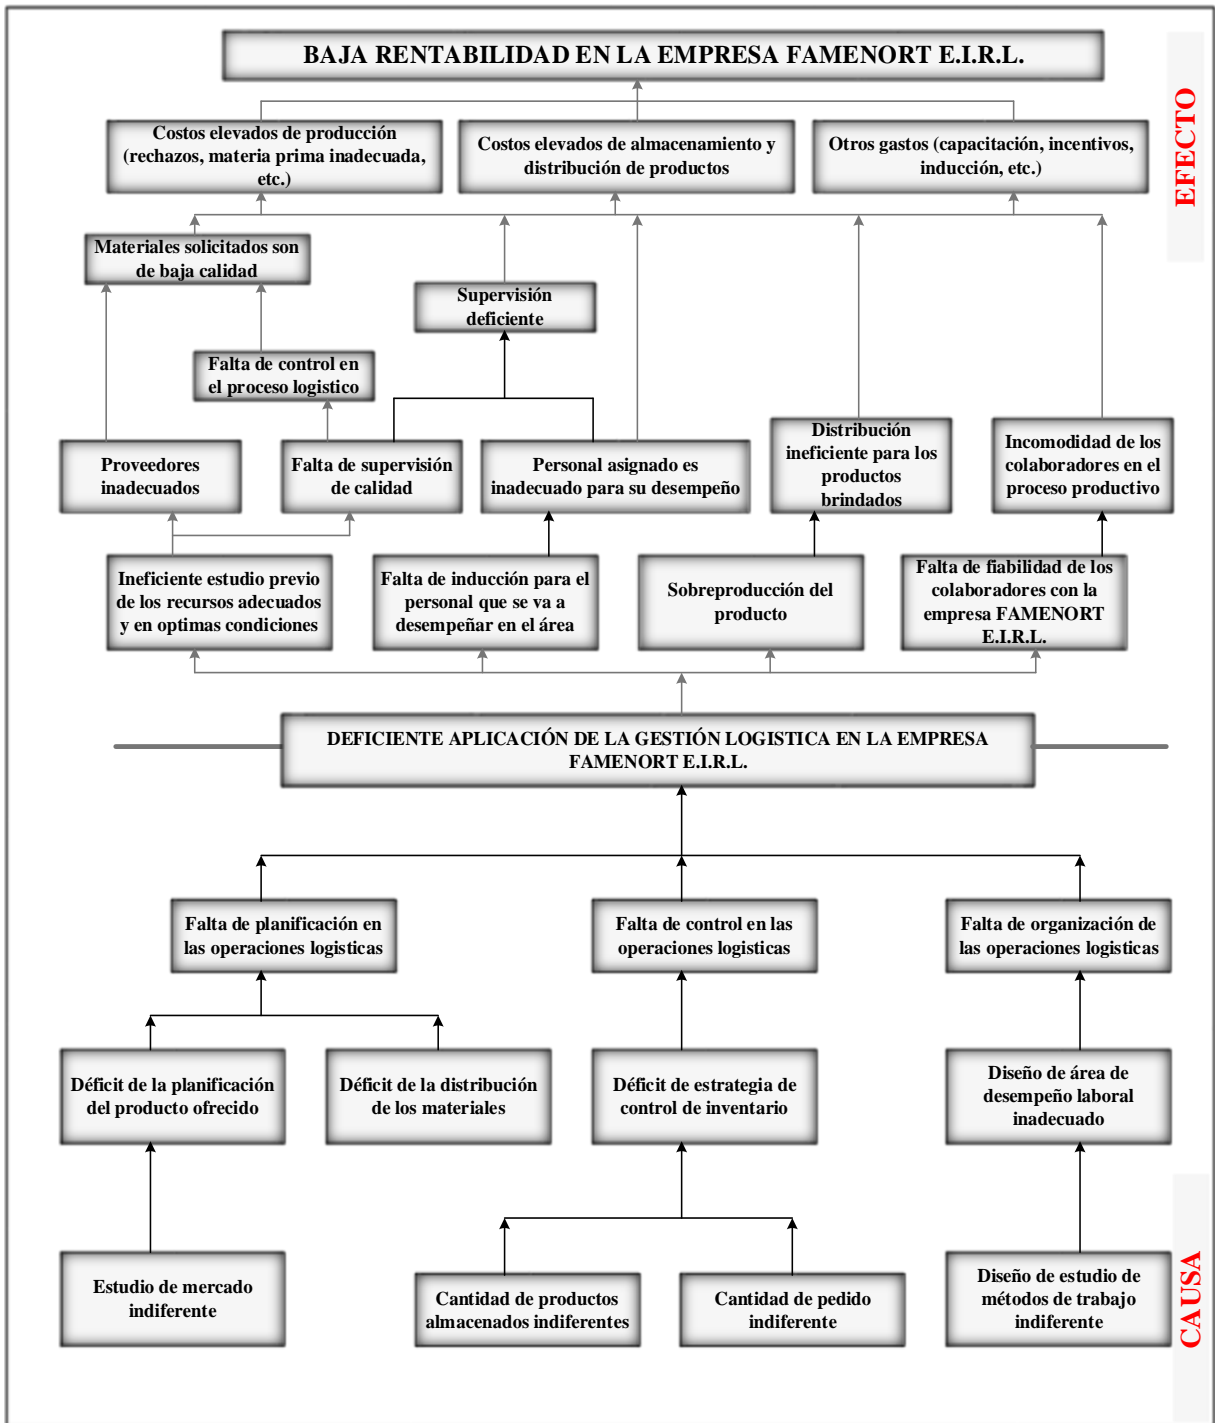 BAJA RENTABILIDAD EN LA EMPRESA FAMENORT E.I.R.L.
EFECTO
Costos elevados de producción
(rechazos, materia prima inadecuada,
etc.)
Costos elevados de almacenamiento y
distribución de productos
Otros gastos (capacitación, incentivos,
inducción, etc.)
Materiales solicitados son
de baja calidad
Supervisión
deficiente
Falta de control en
el proceso logistico
Proveedores
inadecuados
Falta de supervisión
de calidad
Personal asignado es
inadecuado para su desempeño
Distribución
ineficiente para los
productos
brindados
Incomodidad de los
colaboradores en el
proceso productivo
Ineficiente estudio previo
de los recursos adecuados
y en optimas condiciones
Falta de inducción para el
personal que se va a
desempeñar en el área
Sobreproducción del
producto
Falta de fiabilidad de los
colaboradores con la
empresa FAMENORT
E.I.R.L.
DEFICIENTE APLICACIÓN DE LA GESTIÓN LOGISTICA EN LA EMPRESA
FAMENORT E.I.R.L.
Falta de planificación en
las operaciones logisticas
Falta de control en las
operaciones logisticas
Falta de organización de
las operaciones logisticas
Déficit de la planificación
del producto ofrecido
Déficit de la distribución
de los materiales
Déficit de estrategia de
control de inventario
Diseño de área de
desempeño laboral
inadecuado
Estudio de mercado
indiferente
Cantidad de productos
almacenados indiferentes
Cantidad de pedido
indiferente
Diseño de estudio de
métodos de trabajo
indiferente
CAUSA